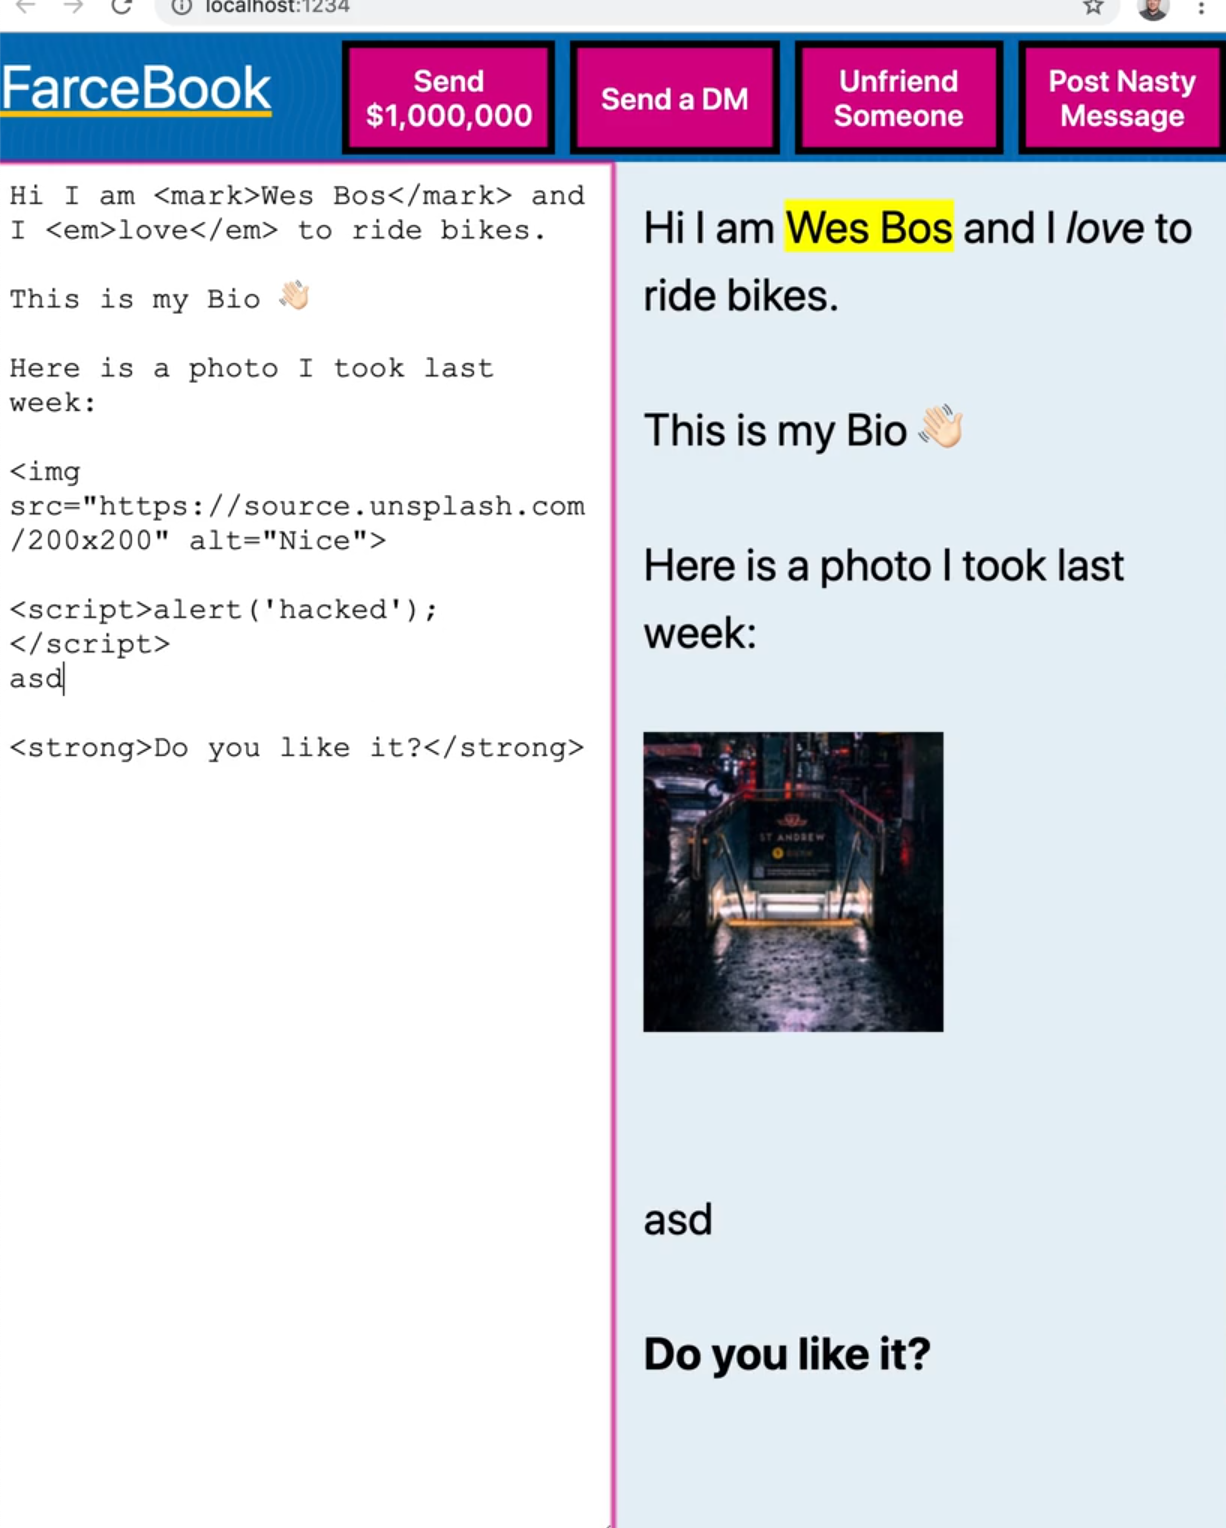 localhost:1234
FarceBook
Send
$1,000,000
Send a DM
Unfriend
Someone
Post Nasty
Message
Hi I am <mark>Wes Bos</mark> and
I <em>love</em> to ride bikes.
This is my Bio 👋🏻
Here is a photo I took last
week:
<img
src="https://source.unsplash.com
/200x200" alt="Nice">
<script>alert('hacked');
</script>
asd
<strong>Do you like it?</strong>
Hi I am Wes Bos and I love to
ride bikes.
This is my Bio 👋🏻
Here is a photo I took last
week:
ST ANDREW
asd
Do you like it?